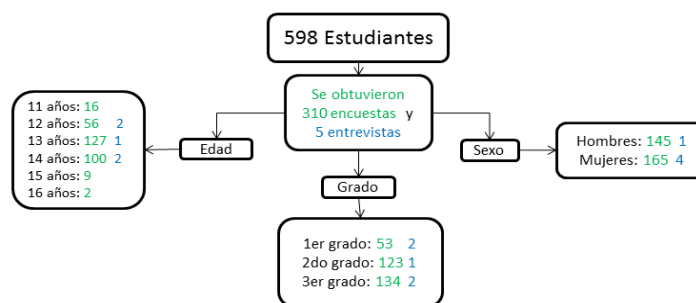 598 Estudiantes
Se obtuvieron
310 encuestas y
5 entrevistas
Edad
11 años: 16
12 años: 56 2
13 años: 127 1
14 años: 100 2
15 años: 9
16 años: 2
Grado
1er grado: 53 2
2do grado: 123 1
3er grado: 134 2
Sexo
Hombres: 145 1
Mujeres: 165 4